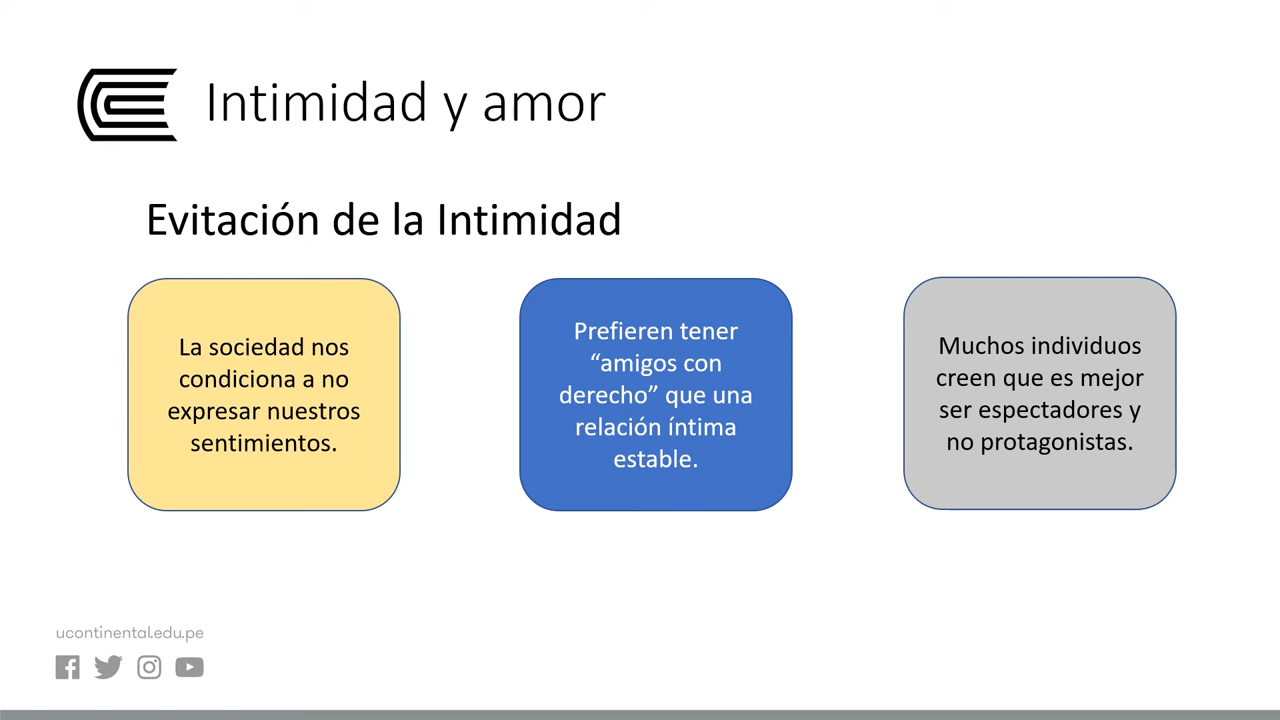 Intimidad y amor
Evitación de la Intimidad
La sociedad nos
condiciona a no
expresar nuestros
sentimientos.
Prefieren tener
“amigos con
derecho” que una
relación íntima
estable.
Muchos individuos
creen que es mejor
ser espectadores y
no protagonistas.
ucontinental.edu.pe